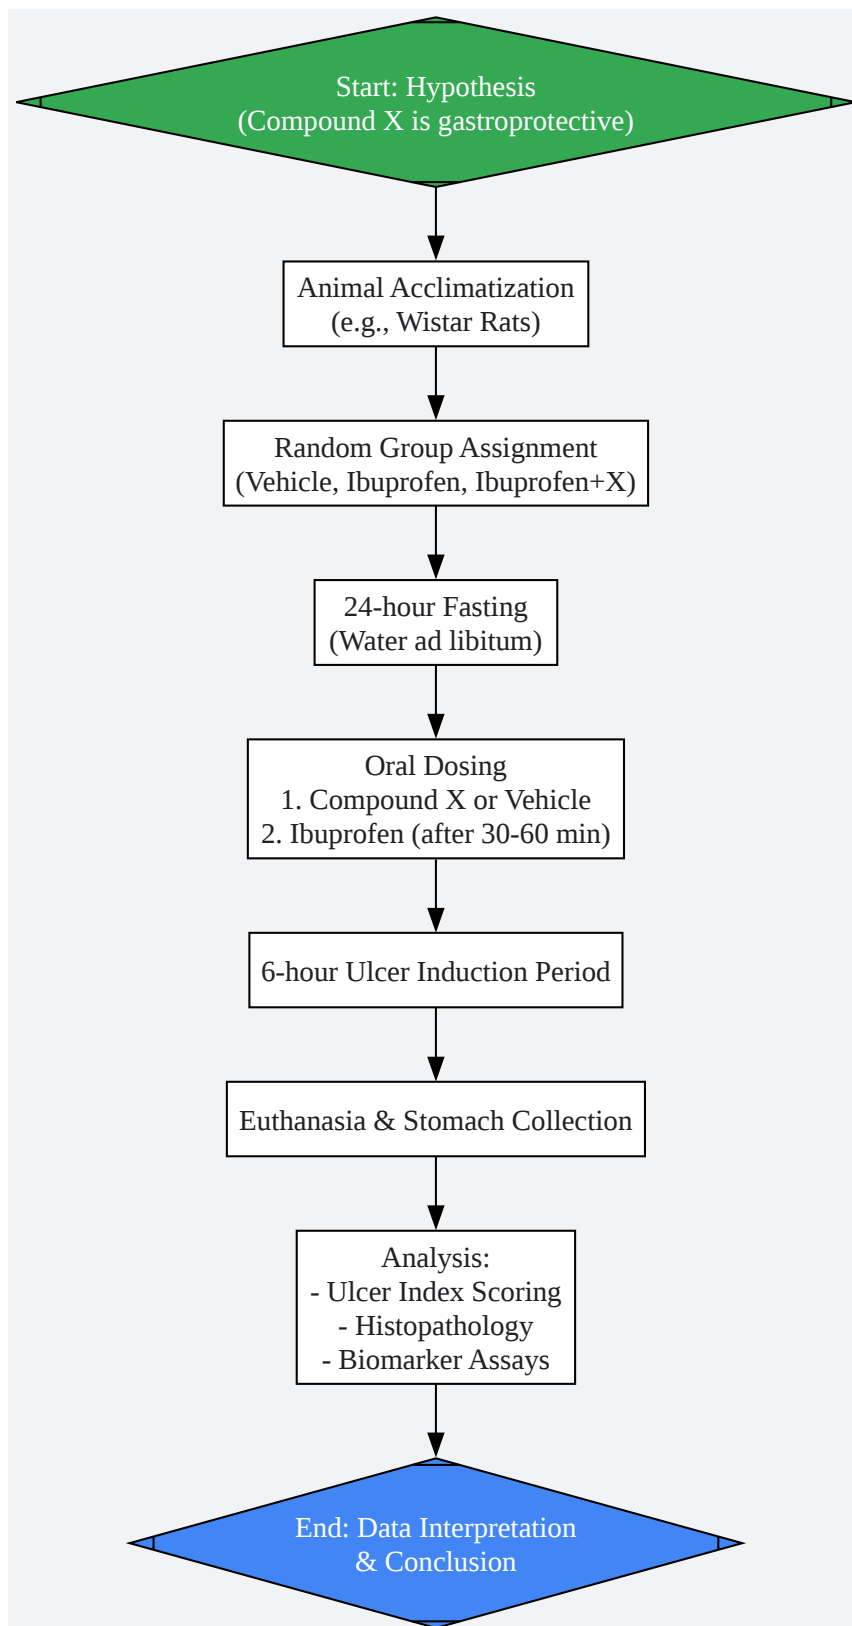 Start: Hypothesis
(Compound X is gastroprotective)
Animal Acclimatization
(e.g., Wistar Rats)
Random Group Assignment
(Vehicle, Ibuprofen, Ibuprofen+X)
24-hour Fasting
(Water ad libitum)
Oral Dosing
1. Compound X or Vehicle
2. Ibuprofen (after 30-60 min)
6-hour Ulcer Induction Period
Euthanasia & Stomach Collection
Analysis:
- Ulcer Index Scoring
- Histopathology
- Biomarker Assays
End: Data Interpretation
& Conclusion